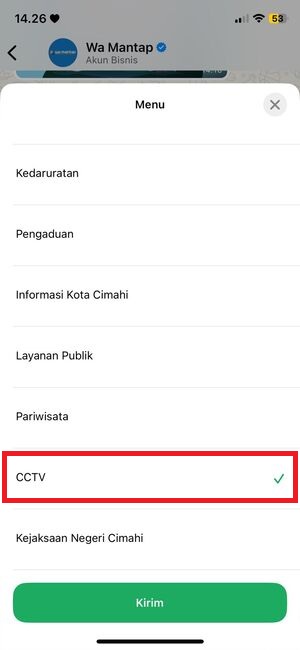 14.26
53
Wa Mantap
Akun Bisnis
Menu
Kedaruratan
Pengaduan
Informasi Kota Cimahi
Layanan Publik
Pariwisata
CCTV
Kejaksaan Negeri Cimahi
Kirim